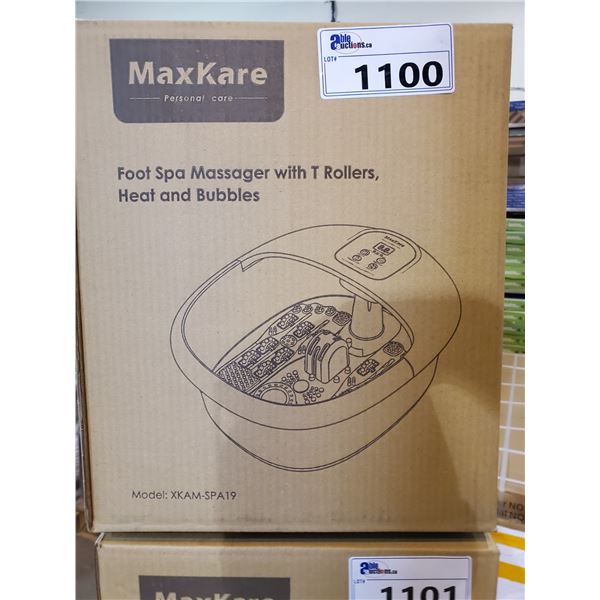 able
auctions.ca
LOT#
1100
MaxKare
Personal care
Foot Spa Massager with T Rollers,
Heat and Bubbles
MaxKare
Model: XKAM-SPA19
able
auctions.ca
LOT#
1101
MaxKare